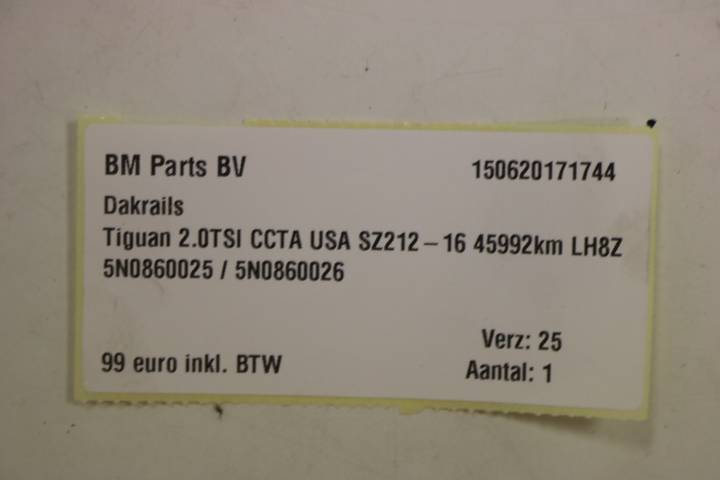 BM Parts BV 150620171744
Dakrails
Tiguan 2.0TSI CCTA USA SZ212-16 45992km LH8Z
5N0860025 / 5N0860026
Verz: 25
99 euro inkl. BTW Aantal: 1